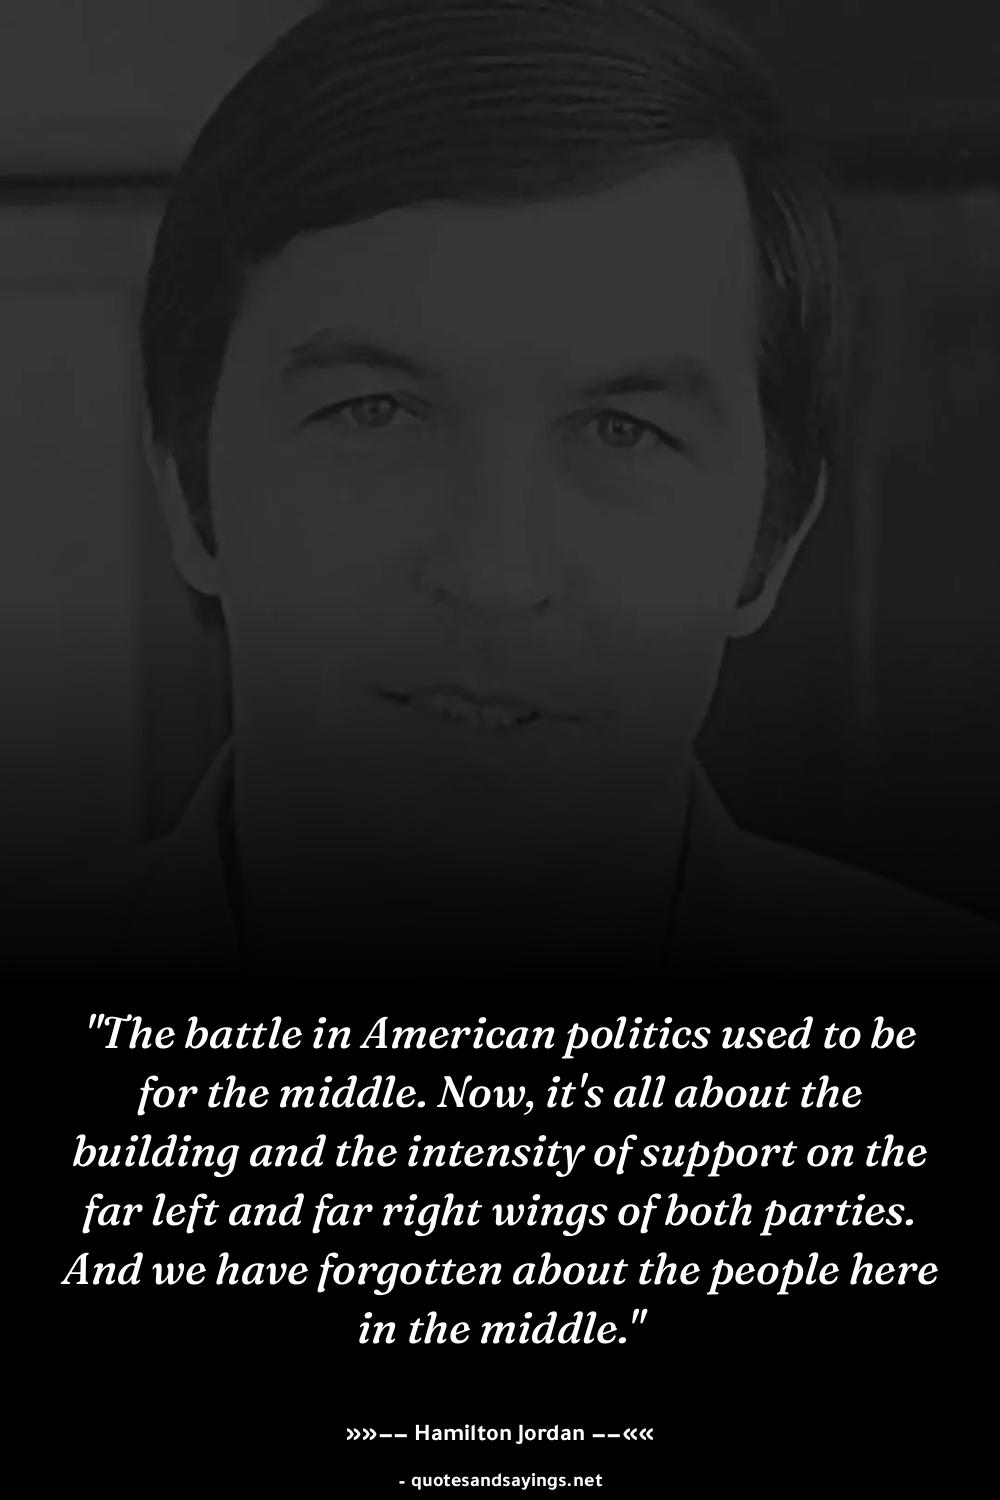 "The battle in American politics used to be
for the middle. Now, it's all about the
building and the intensity of support on the
far left and far right wings of both parties.
And we have forgotten about the people here
in the middle."
»»–– Hamilton Jordan ––««
- quotesandsayings.net